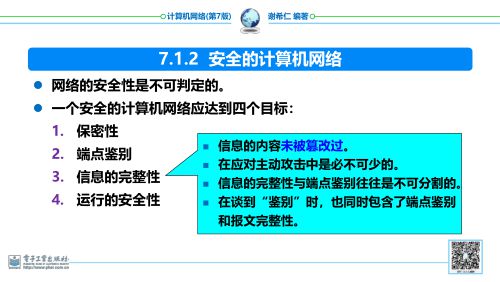 计算机网络(第7版)
谢希仁 编著
7.1.2 安全的计算机网络
网络的安全性是不可判定的。
一个安全的计算机网络应达到四个目标：
1. 保密性
2. 端点鉴别
3. 信息的完整性
4. 运行的安全性
信息的内容未被篡改过。
在应对主动攻击中是必不可少的。
信息的完整性与端点鉴别往往是不可分割的。
在谈到“鉴别”时，也同时包含了端点鉴别
和报文完整性。
电子工业出版社
http://www.phei.com.cn